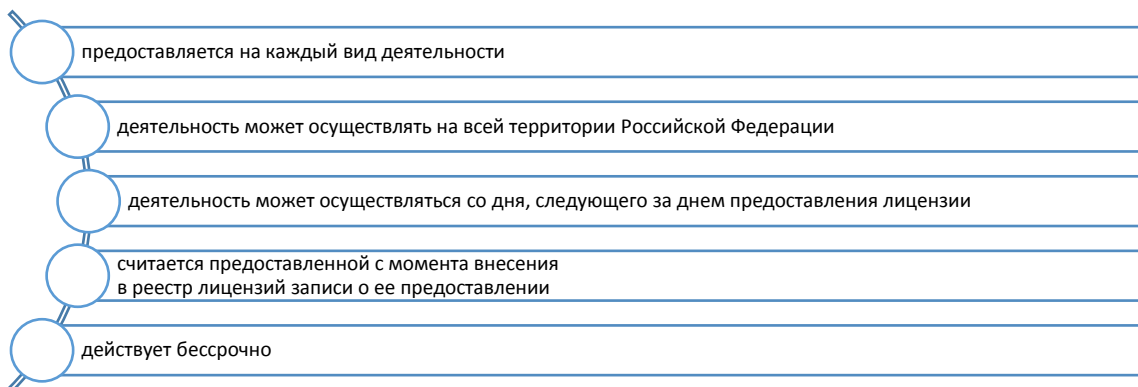 предоставляется на каждый вид деятельности
деятельность может осуществлять на всей территории Российской Федерации
деятельность может осуществляться со дня, следующего за днем предоставления лицензии
считается предоставленной с момента внесения
в реестр лицензий записи о ее предоставлении
действует бессрочно